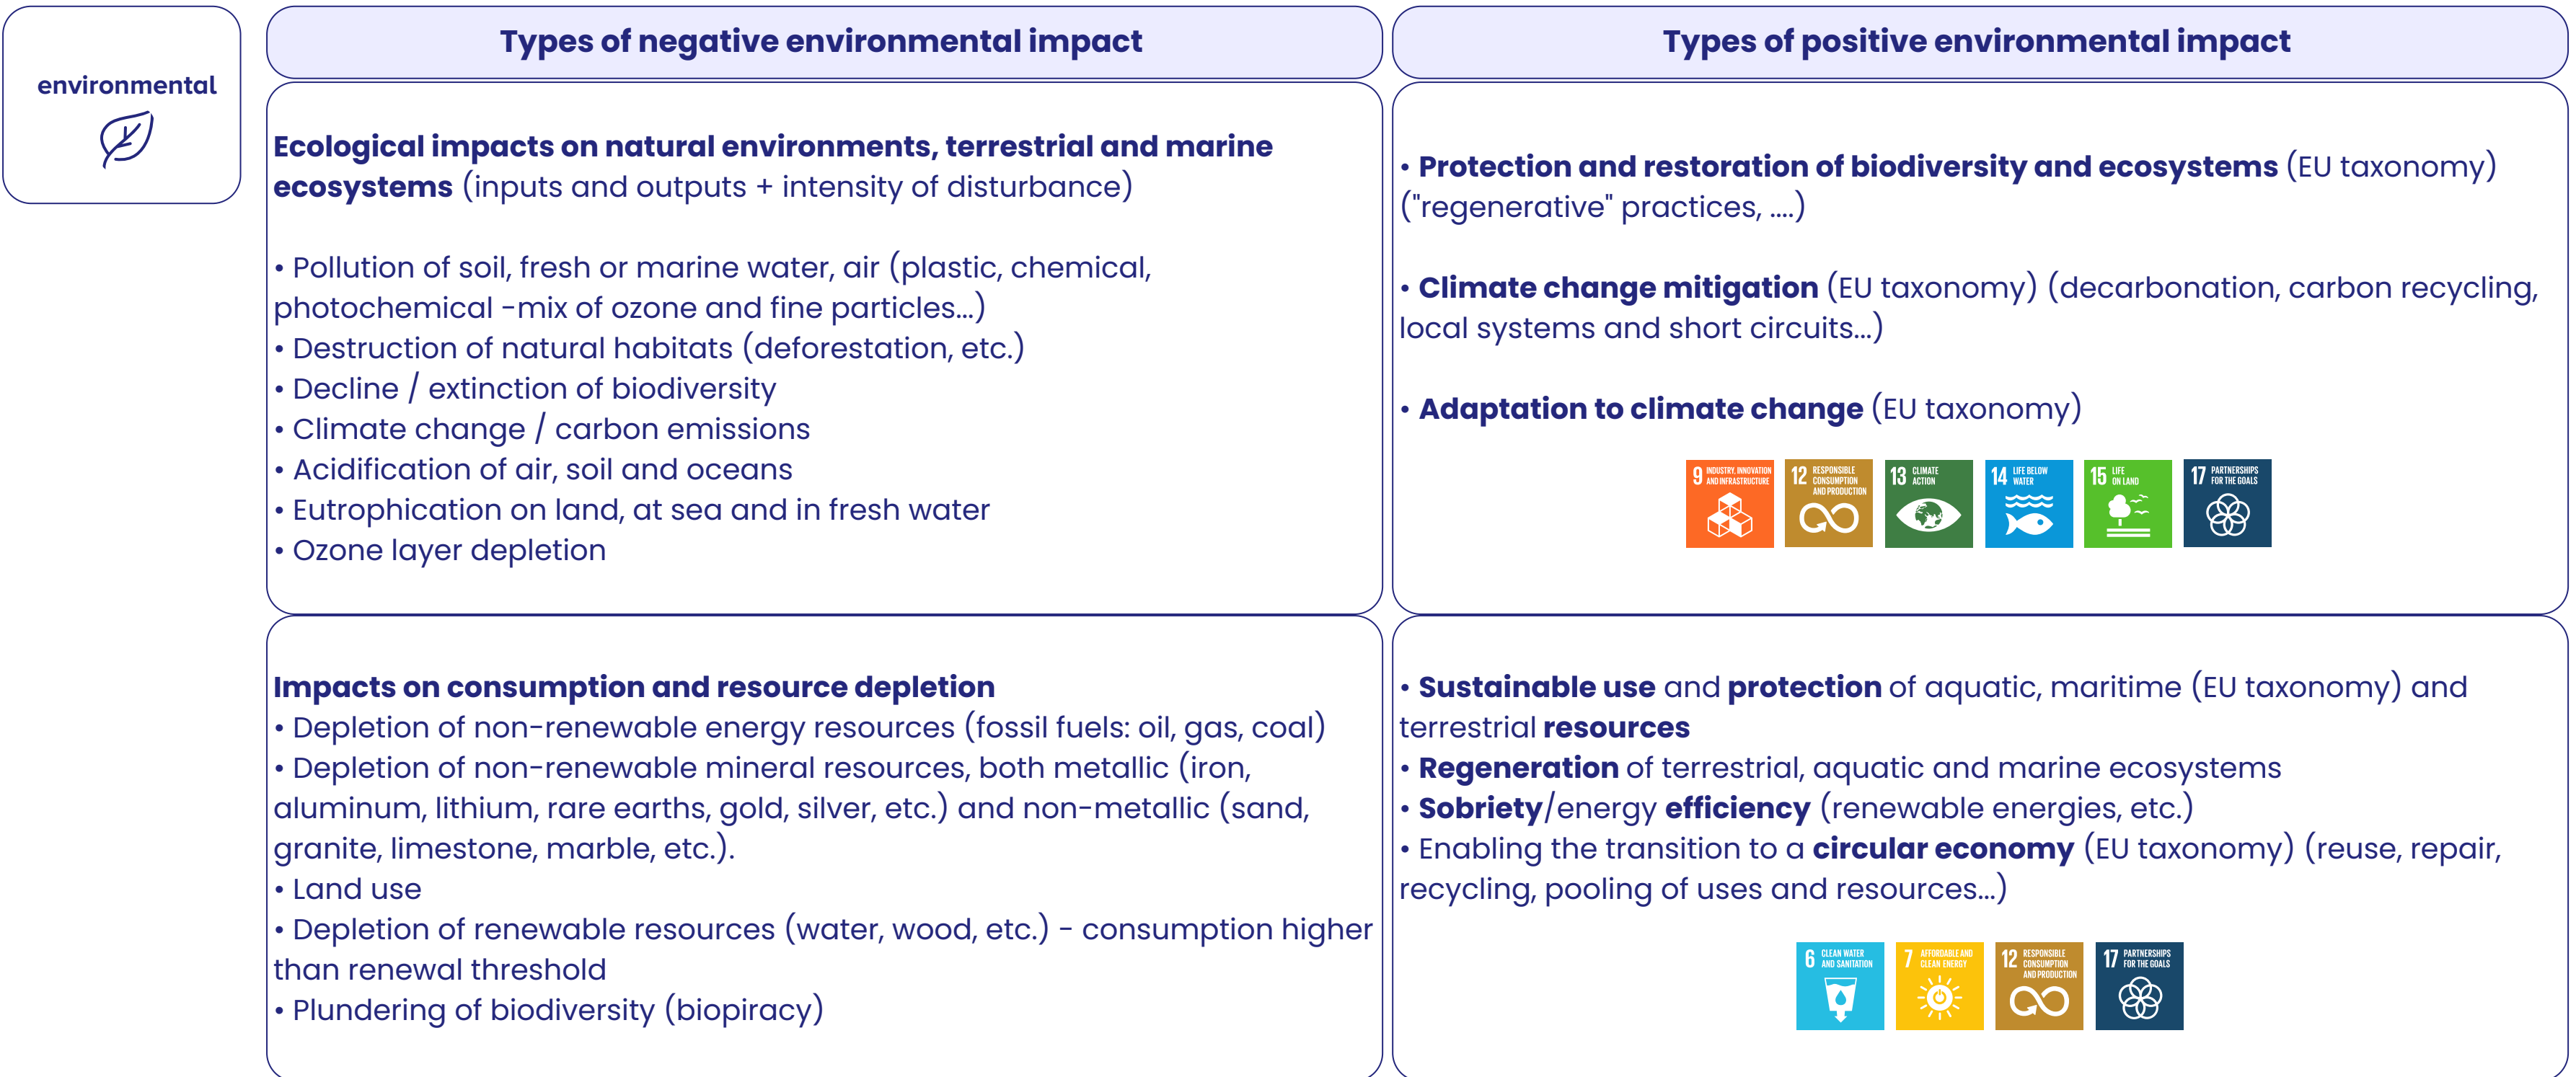 environmental
Types of negative environmental impact
Types of positive environmental impact
Ecological impacts on natural environments, terrestrial and marine
ecosystems (inputs and outputs + intensity of disturbance)
• Pollution of soil, fresh or marine water, air (plastic, chemical,
photochemical -mix of ozone and fine particles...)
• Destruction of natural habitats (deforestation, etc.)
• Decline / extinction of biodiversity
• Climate change / carbon emissions
• Acidification of air, soil and oceans
• Eutrophication on land, at sea and in fresh water
• Ozone layer depletion
• Protection and restoration of biodiversity and ecosystems (EU taxonomy)
("regenerative" practices, ....)
• Climate change mitigation (EU taxonomy) (decarbonation, carbon recycling,
local systems and short circuits...)
• Adaptation to climate change (EU taxonomy)
9 INDUSTRY, INNOVATION
AND INFRASTRUCTURE
12 RESPONSIBLE
CONSUMPTION
AND PRODUCTION
13 CLIMATE
ACTION
14 LIFE BELOW
WATER
15 LIFE
ON LAND
17 PARTNERSHIPS
FOR THE GOALS
Impacts on consumption and resource depletion
• Depletion of non-renewable energy resources (fossil fuels: oil, gas, coal)
• Depletion of non-renewable mineral resources, both metallic (iron,
aluminum, lithium, rare earths, gold, silver, etc.) and non-metallic (sand,
granite, limestone, marble, etc.).
• Land use
• Depletion of renewable resources (water, wood, etc.) - consumption higher
than renewal threshold
• Plundering of biodiversity (biopiracy)
• Sustainable use and protection of aquatic, maritime (EU taxonomy) and
terrestrial resources
• Regeneration of terrestrial, aquatic and marine ecosystems
• Sobriety/energy efficiency (renewable energies, etc.)
• Enabling the transition to a circular economy (EU taxonomy) (reuse, repair,
recycling, pooling of uses and resources...)
6 CLEAN WATER
AND SANITATION
7 AFFORDABLE AND
CLEAN ENERGY
12 RESPONSIBLE
CONSUMPTION
AND PRODUCTION
17 PARTNERSHIPS
FOR THE GOALS